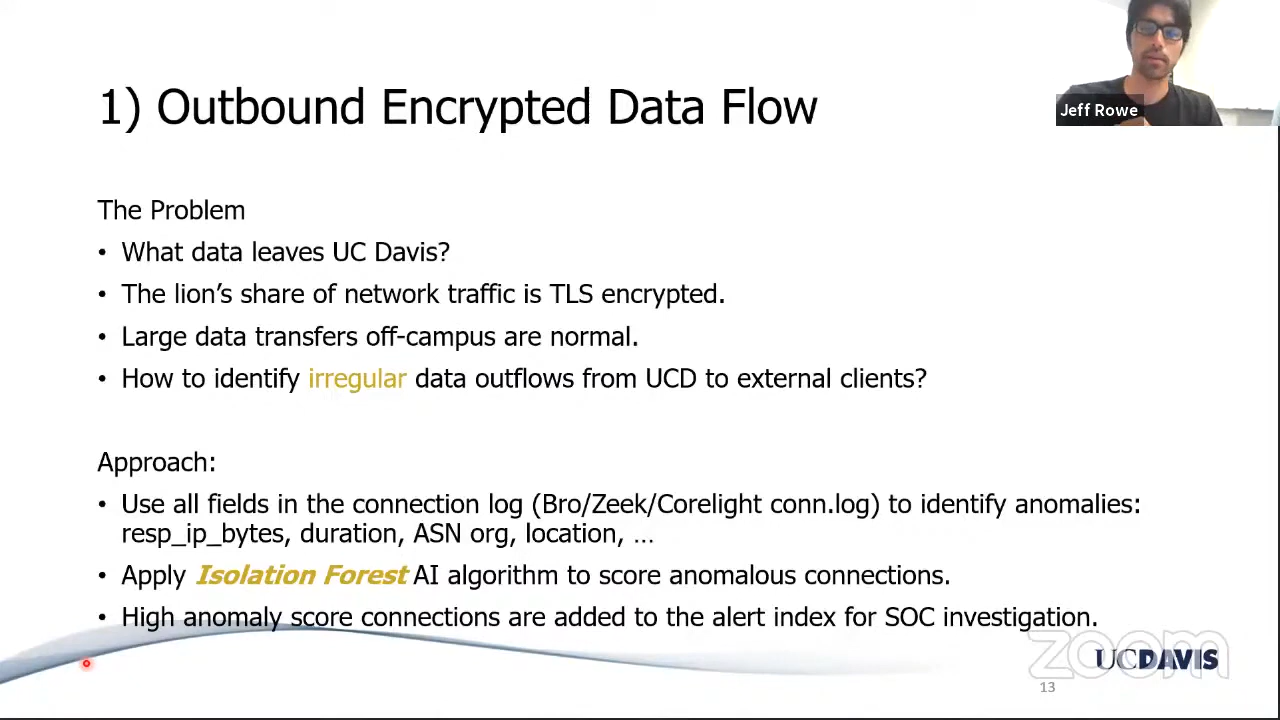 1) Outbound Encrypted Data Flow
Jeff Rowe
The Problem
• What data leaves UC Davis?
• The lion’s share of network traffic is TLS encrypted.
• Large data transfers off-campus are normal.
• How to identify irregular data outflows from UCD to external clients?
Approach:
• Use all fields in the connection log (Bro/Zeek/Corelight conn.log) to identify anomalies:
resp_ip_bytes, duration, ASN org, location, …
• Apply Isolation Forest AI algorithm to score anomalous connections.
• High anomaly score connections are added to the alert index for SOC investigation.
zoom
UCDAVIS
13